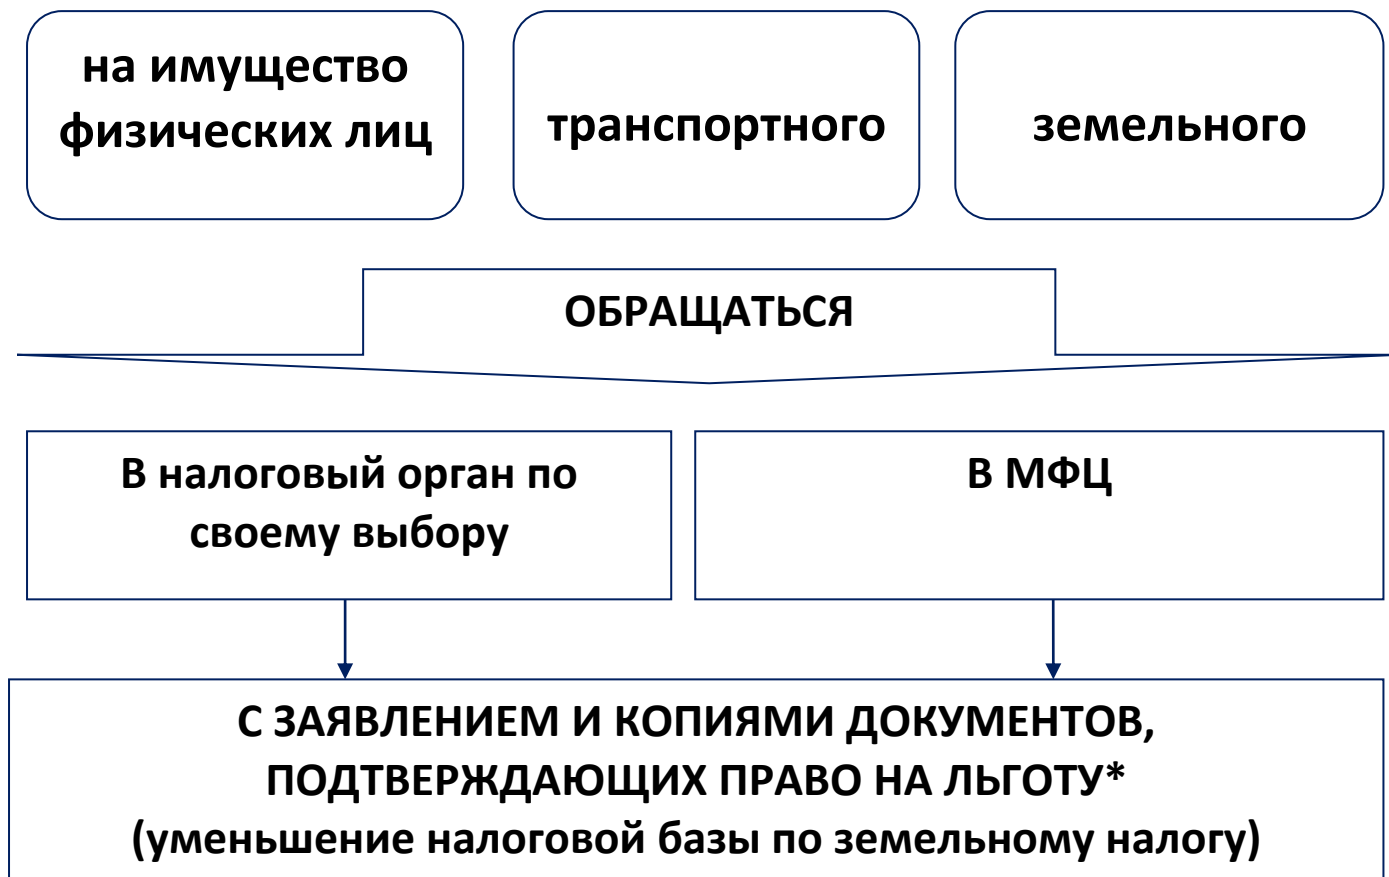 на имущество
физических лиц
транспортного
земельного
ОБРАЩАТЬСЯ
В налоговый орган по
своему выбору
В МФЦ
С ЗАЯВЛЕНИЕМ И КОПИЯМИ ДОКУМЕНТОВ,
ПОДТВЕРЖДАЮЩИХ ПРАВО НА ЛЬГОТУ*
(уменьшение налоговой базы по земельному налогу)